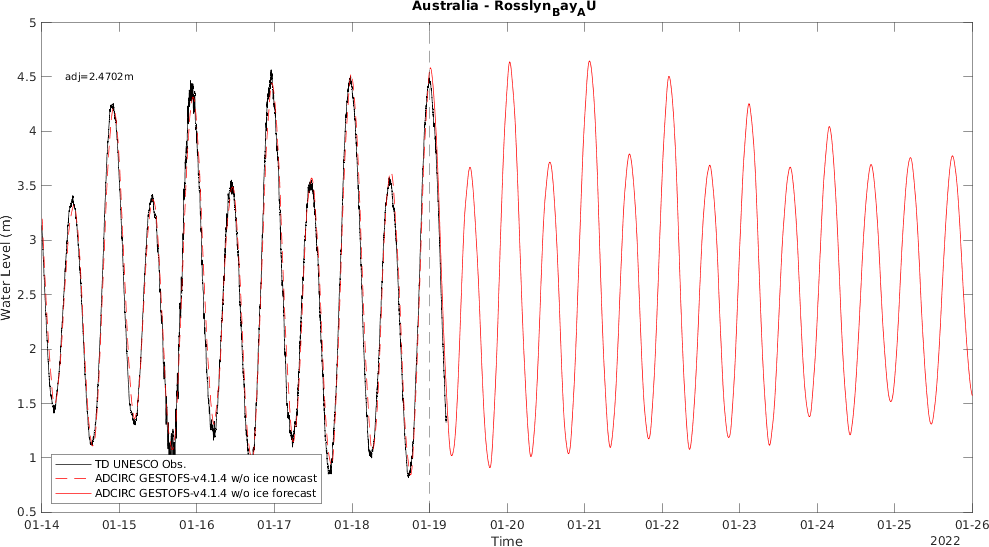 Australia - Rosslyn_Bay_AU
5
adj=2.4702m
4.5
4
3.5
3
2.5
2
1.5
1
0.5
Water Level (m)
TD UNESCO Obs.
ADCIRC GESTOFS-v4.1.4 w/o ice nowcast
ADCIRC GESTOFS-v4.1.4 w/o ice forecast
01-14 01-15 01-16 01-17 01-18 01-19 01-20 01-21 01-22 01-23 01-24 01-25 01-26
Time
2022